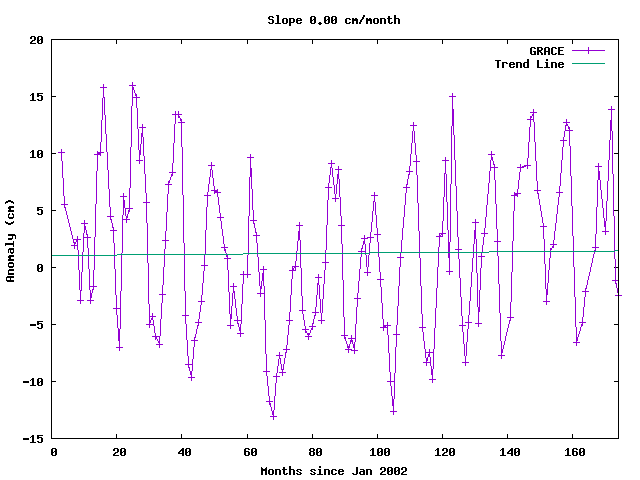 Slope 0.00 cm/month
20
GRACE
Trend Line
15
10
5
0
-5
-10
-15
Anomaly (cm)
0 20 40 60 80 100 120 140 160
Months since Jan 2002